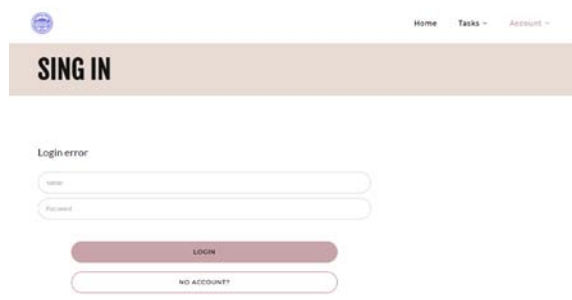 Home Tasks Account
SING IN
Login error
name
Password
LOGIN
NO ACCOUNT?